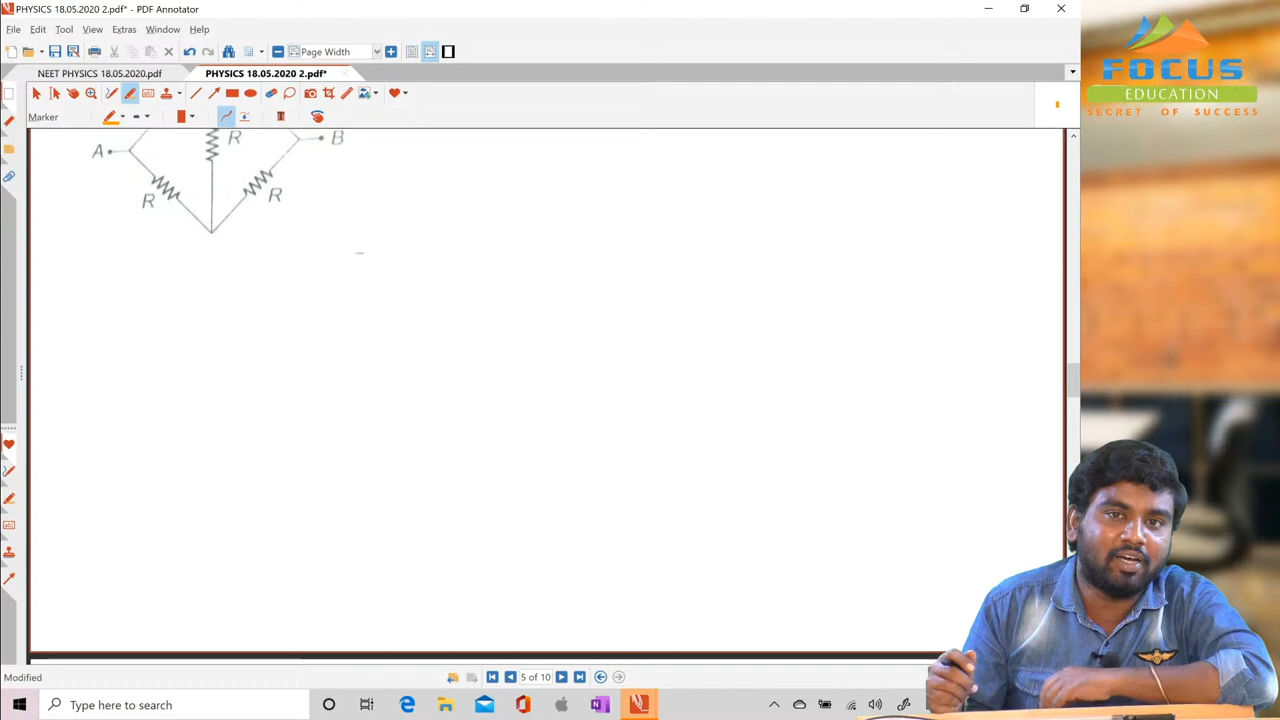 PHYSICS 18.05.2020 2.pdf* - PDF Annotator
File Edit Tool View Extras Window Help
Page Width
NEET PHYSICS 18.05.2020.pdf
PHYSICS 18.05.2020 2.pdf*
Marker
FOCUS
EDUCATION
SECRET OF SUCCESS
R
A
B
R
R
Modified
5 of 10
Type here to search